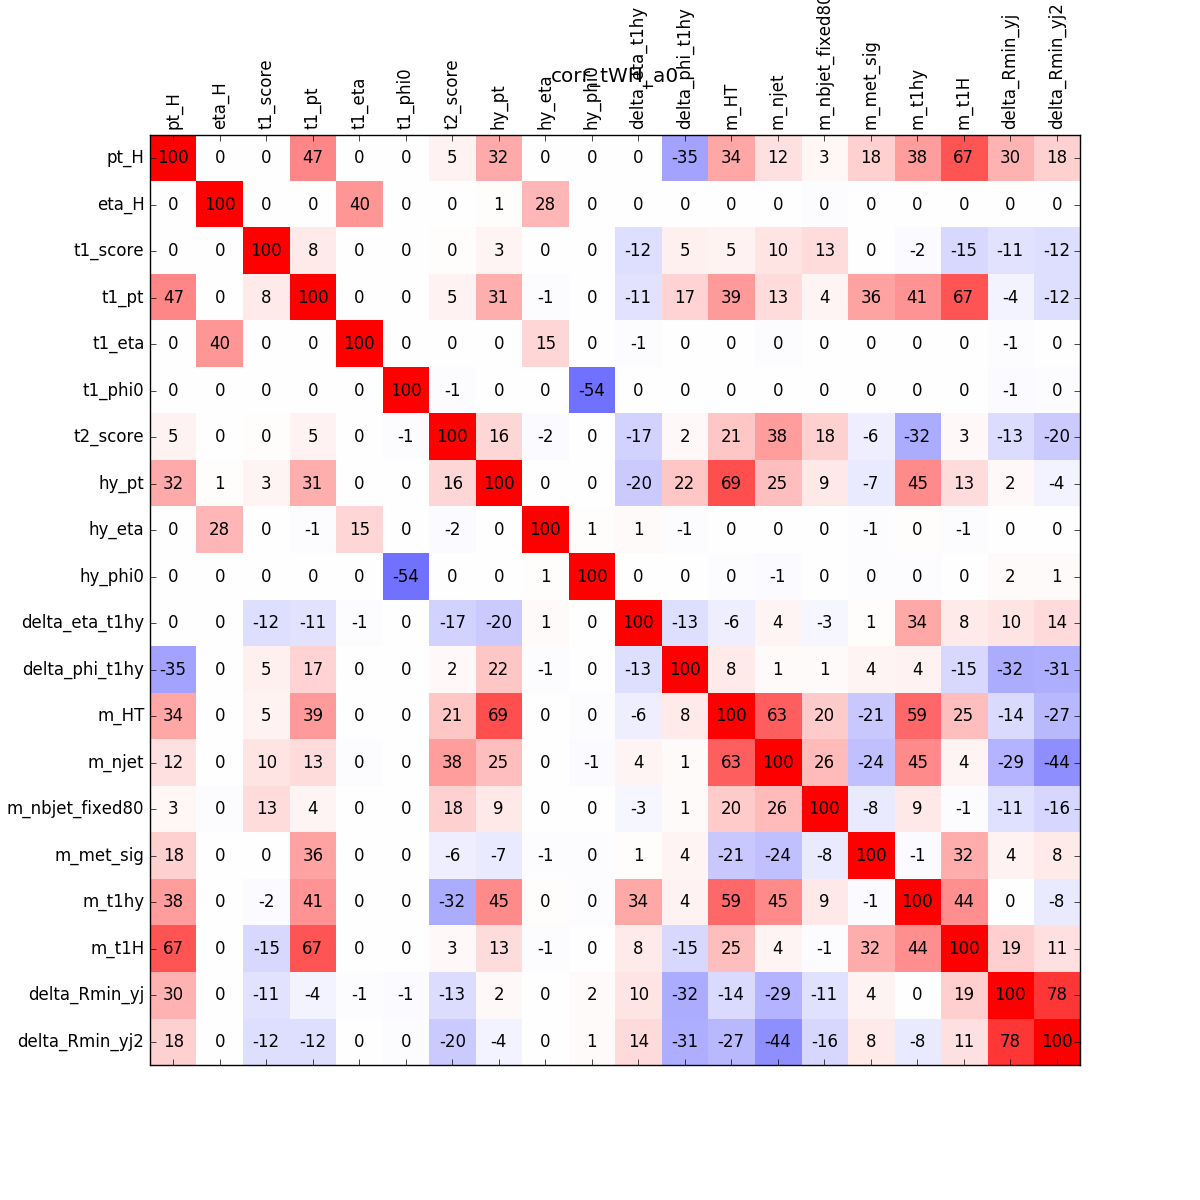 corr_tWH_a0
pt_H eta_H t1_score t1_pt t1_eta t1_phi0 t2_score hy_pt hy_eta hy_phi0 delta_eta_t1hy delta_phi_t1hy m_HT m_njet m_nbjet_fixed80 m_met_sig m_t1hy m_t1H delta_Rmin_yj delta_Rmin_yj2
pt_H 100 0 0 47 0 0 5 32 0 0 0 -35 34 12 3 18 38 67 30 18
eta_H 0 100 0 0 40 0 0 1 28 0 0 0 0 0 0 0 0 0 0 0
t1_score 0 0 100 8 0 0 0 3 0 0 -12 5 5 10 13 0 -2 -15 -11 -12
t1_pt 47 0 8 100 0 0 5 31 -1 0 -11 17 39 13 4 36 41 67 -4 -12
t1_eta 0 40 0 0 100 0 0 0 15 0 -1 0 0 0 0 0 0 0 -1 0
t1_phi0 0 0 0 0 0 100 -1 0 0 -54 0 0 0 0 0 0 0 0 -1 0
t2_score 5 0 0 5 0 -1 100 16 -2 0 -17 2 21 38 18 -6 -32 3 -13 -20
hy_pt 32 1 3 31 0 0 16 100 0 0 -20 22 69 25 9 -7 45 13 2 -4
hy_eta 0 28 0 -1 15 0 -2 0 100 1 1 -1 0 0 0 -1 0 -1 0 0
hy_phi0 0 0 0 0 0 -54 0 0 1 100 0 0 0 -1 0 0 0 0 2 1
delta_eta_t1hy 0 0 -12 -11 -1 0 -17 -20 1 0 100 -13 -6 4 -3 1 34 8 10 14
delta_phi_t1hy -35 0 5 17 0 0 2 22 -1 0 -13 100 8 1 1 4 4 -15 -32 -31
m_HT 34 0 5 39 0 0 21 69 0 0 -6 8 100 63 20 -21 59 25 -14 -27
m_njet 12 0 10 13 0 0 38 25 0 -1 4 1 63 100 26 -24 45 4 -29 -44
m_nbjet_fixed80 3 0 13 4 0 0 18 9 0 0 -3 1 20 26 100 -8 9 -1 -11 -16
m_met_sig 18 0 0 36 0 0 -6 -7 -1 0 1 4 -21 -24 -8 100 -1 32 4 8
m_t1hy 38 0 -2 41 0 0 -32 45 0 0 34 4 59 45 9 -1 100 44 0 -8
m_t1H 67 0 -15 67 0 0 3 13 -1 0 8 -15 25 4 -1 32 44 100 19 11
delta_Rmin_yj 30 0 -11 -4 -1 -1 -13 2 0 2 10 -32 -14 -29 -11 4 0 19 100 78
delta_Rmin_yj2 18 0 -12 -12 0 0 -20 -4 0 1 14 -31 -27 -44 -16 8 -8 11 78 100